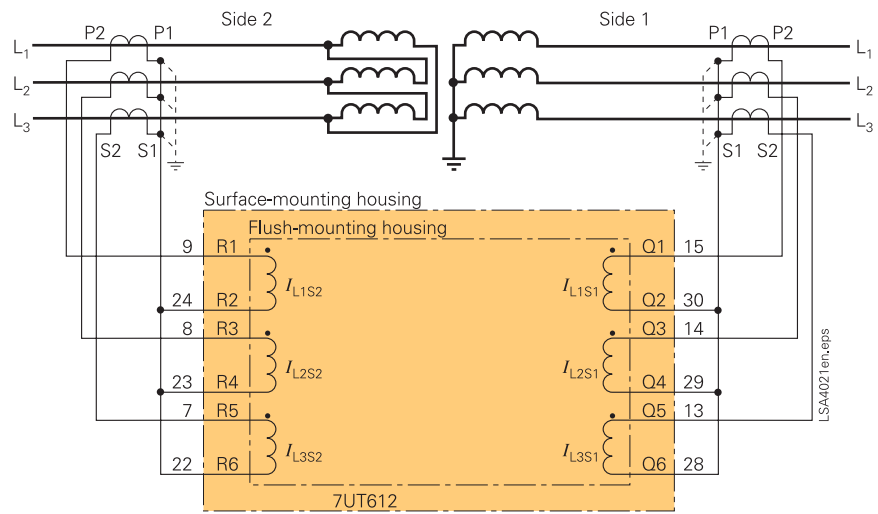 Side 2
Side 1
P2 P1
P1 P2
L1
L1
L2
L2
L3
L3
S2 S1
S1 S2
Surface-mounting housing
Flush-mounting housing
9 R1
Q1 15
IL1S2
IL1S1
24 R2
Q2 30
8 R3
Q3 14
IL2S2
IL2S1
23 R4
Q4 29
7 R5
Q5 13
IL3S2
IL3S1
22 R6
Q6 28
7UT612
LSA4021en.eps